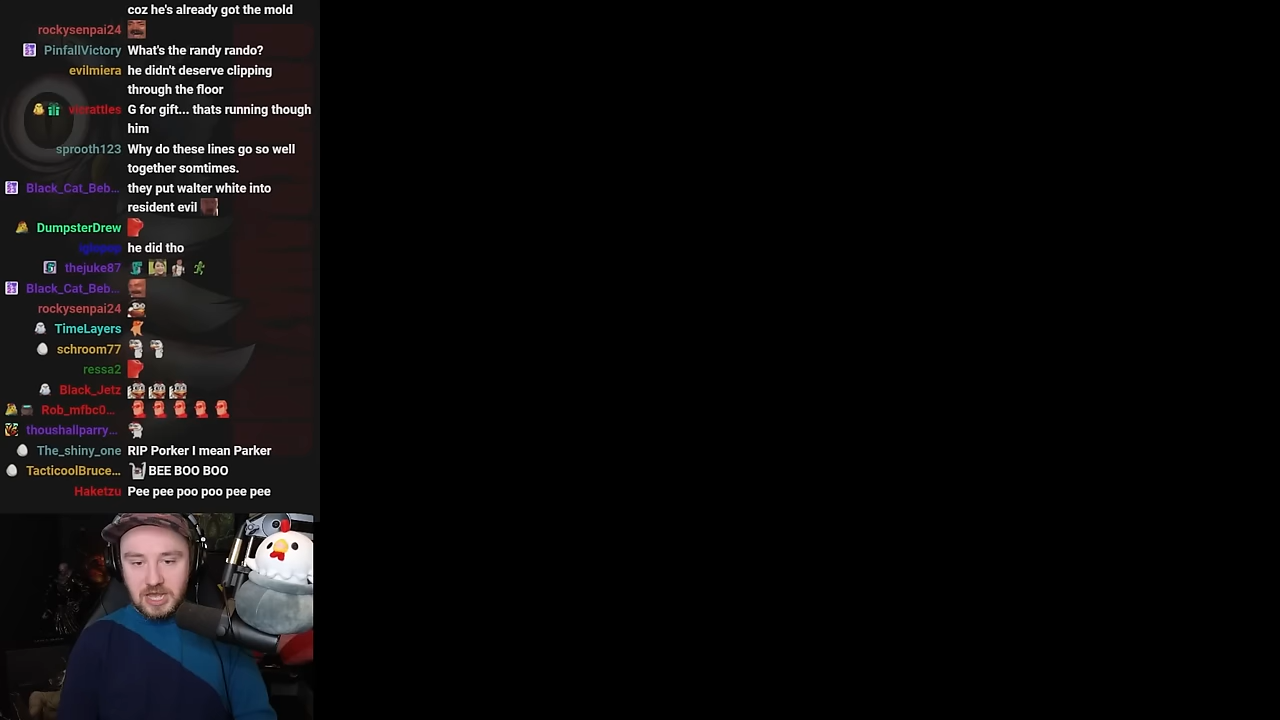 coz he's already got the mold
rockysenpai24
PinfallVictory What's the randy rando?
evilmiera he didn't deserve clipping
through the floor
vicrattles G for gift... thats running though
him
sprooth123 Why do these lines go so well
together somtimes.
Black_Cat_Beb... they put walter white into
resident evil
DumpsterDrew
he did tho
thejuke87
Black_Cat_Beb...
rockysenpai24
TimeLayers
schroom77
ressa2
Black_Jetz
Rob_mfbc0...
thoushallparry...
The_shiny_one RIP Porker I mean Parker
TacticoolBruce... BEE BOO BOO
Haketzu Pee pee poo poo pee pee